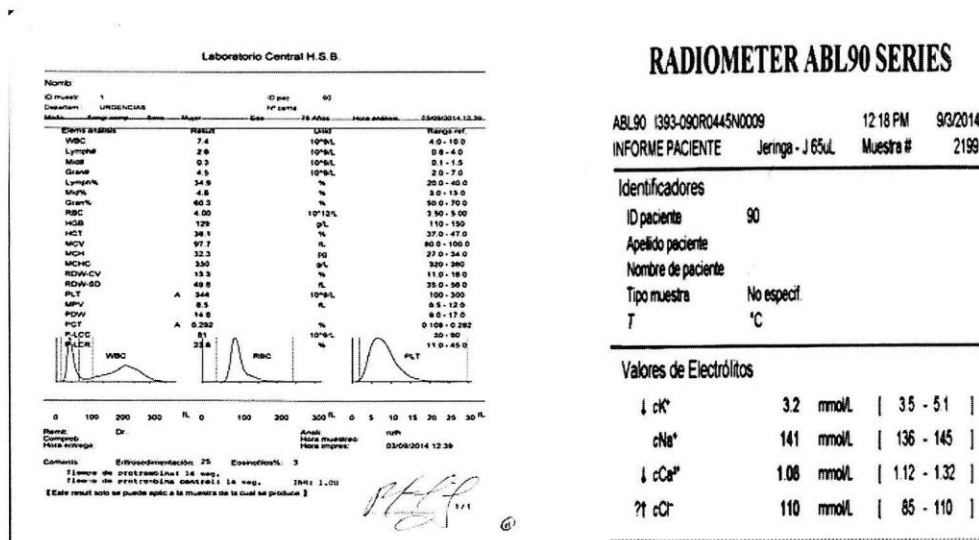 Laboratorio Central H.S.B.
Nomb:
ID muestr: 1 ID pac 90
Departam: URGENCIAS Nº cama
Modo Sexo Mujer Eda 75 Años Hora análisis 03/09/2014 12:39
Elems análisis Result Unid Rango ref.
WBC 7.4 10^9/L 4.0 - 10.0
Lymph# 2.6 10^9/L 0.8 - 4.0
Mid# 0.3 10^9/L 0.1 - 1.5
Gran# 4.5 10^9/L 2.0 - 7.0
Lymph% 34.9 % 20.0 - 40.0
Mid% 4.8 % 3.0 - 15.0
Gran% 60.3 % 50.0 - 70.0
RBC 4.00 10^12/L 3.50 - 5.00
HGB 129 g/L 110 - 150
HCT 39.1 % 37.0 - 47.0
MCV 97.7 fL 80.0 - 100.0
MCH 32.3 pg 27.0 - 34.0
MCHC 330 g/L 320 - 360
RDW-CV 13.3 % 11.0 - 16.0
RDW-SD 49.8 fL 35.0 - 56.0
PLT A 344 10^9/L 100 - 300
MPV 8.5 fL 6.5 - 12.0
PDW 14.8 9.0 - 17.0
PCT A 0.292 % 0.108 - 0.282
P-LCC 81 10^9/L 30 - 90
P-LCR 23.6 % 11.0 - 45.0
WBC RBC PLT
0 100 200 300 fL 0 100 200 300 fL 0 5 10 15 20 25 30 fL
Remit: Dr. Anali: ruth
Comprob: Hora muestreo:
Hora entrega: Hora impres: 03/09/2014 12:39
Coments Eritrosedimentación: 25 Eosinofilos%: 3
Tiempo de protrombina: 14 seg.
Tiempo de protrombina control: 14 seg. INR: 1.00
[Este result solo se puede aplic a la muestra de la cual se produce ]
1 / 1
RADIOMETER ABL90 SERIES
ABL90 I393-090R0445N0009 12:18 PM 9/3/2014
INFORME PACIENTE Jeringa - J 65uL Muestra # 2199
Identificadores
ID paciente 90
Apellido paciente
Nombre de paciente
Tipo muestra No especif.
T °C
Valores de Electrólitos
↓ cK⁺ 3.2 mmol/L [ 3.5 - 5.1 ]
cNa⁺ 141 mmol/L [ 136 - 145 ]
↓ cCa²⁺ 1.08 mmol/L [ 1.12 - 1.32 ]
?↑ cCl⁻ 110 mmol/L [ 85 - 110 ]